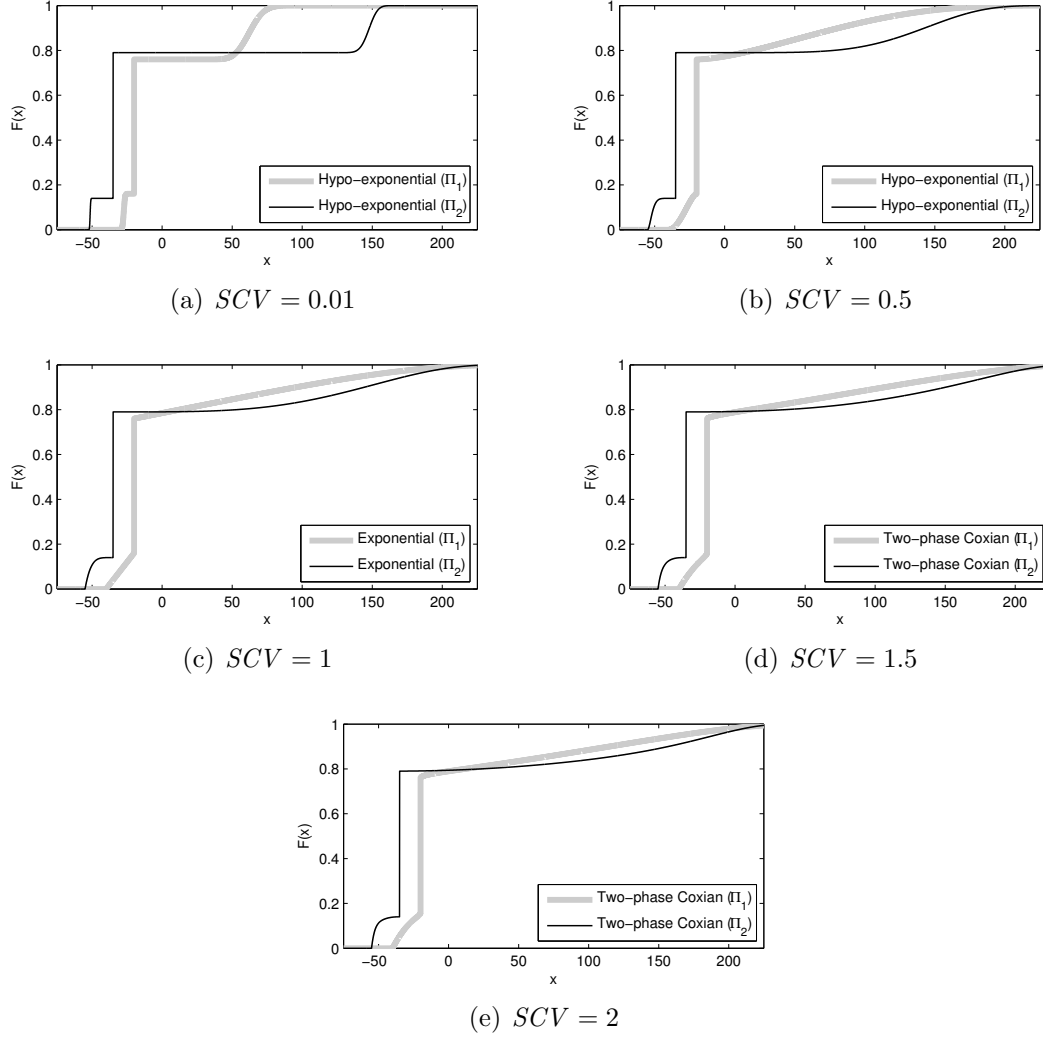 1
0.8
0.6
0.4
0.2
0
F(x)
−50 0 50 100 150 200
x
Hypo−exponential (Π1)
Hypo−exponential (Π2)
(a) SCV = 0.01
1
0.8
0.6
0.4
0.2
0
F(x)
−50 0 50 100 150 200
x
Hypo−exponential (Π1)
Hypo−exponential (Π2)
(b) SCV = 0.5
1
0.8
0.6
0.4
0.2
0
F(x)
−50 0 50 100 150 200
x
Exponential (Π1)
Exponential (Π2)
(c) SCV = 1
1
0.8
0.6
0.4
0.2
0
F(x)
−50 0 50 100 150 200
x
Two−phase Coxian (Π1)
Two−phase Coxian (Π2)
(d) SCV = 1.5
1
0.8
0.6
0.4
0.2
0
F(x)
−50 0 50 100 150 200
x
Two−phase Coxian (Π1)
Two−phase Coxian (Π2)
(e) SCV = 2